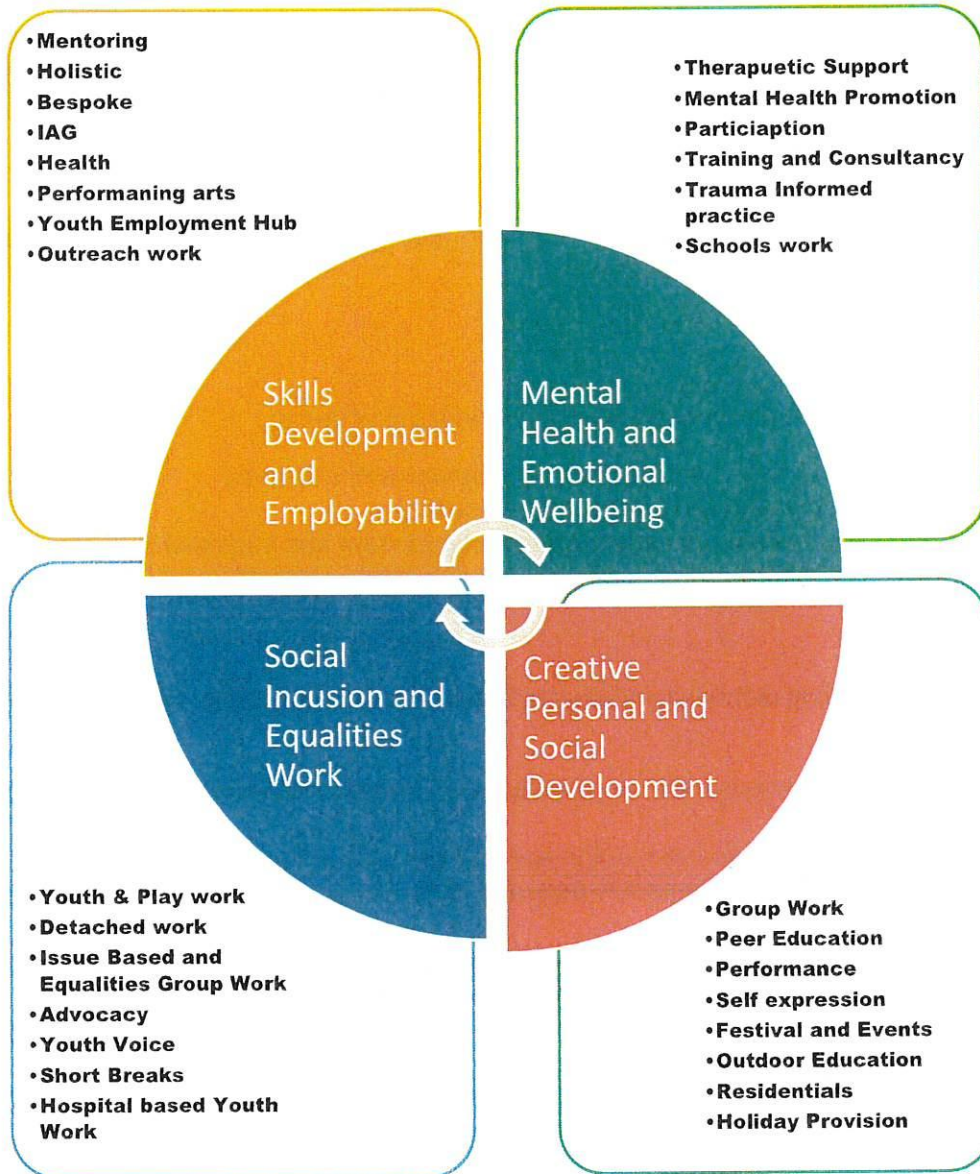 • Mentoring
• Holistic
• Bespoke
• IAG
• Health
• Performaning arts
• Youth Employment Hub
• Outreach work
• Therapuetic Support
• Mental Health Promotion
• Particiaption
• Training and Consultancy
• Trauma Informed
practice
• Schools work
Skills
Development
and
Employability
Mental
Health and
Emotional
Wellbeing
Social
Incusion and
Equalities
Work
Creative
Personal and
Social
Development
• Youth & Play work
• Detached work
• Issue Based and
Equalities Group Work
• Advocacy
• Youth Voice
• Short Breaks
• Hospital based Youth
Work
• Group Work
• Peer Education
• Performance
• Self expression
• Festival and Events
• Outdoor Education
• Residentials
• Holiday Provision